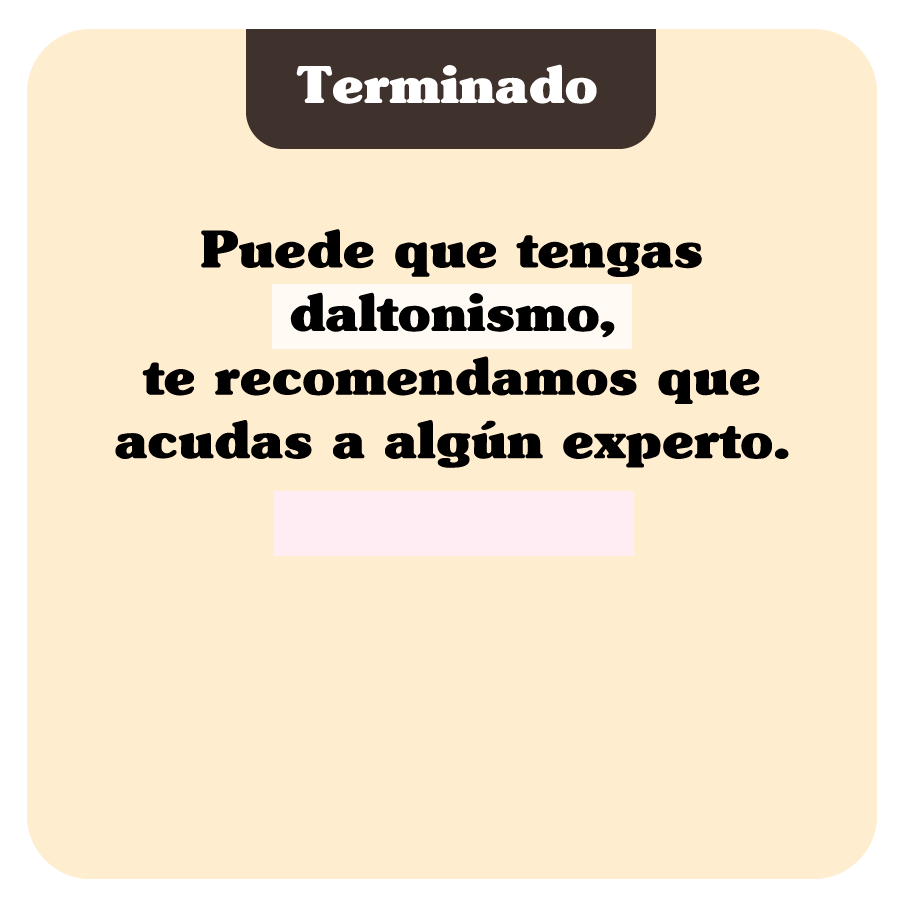 Terminado
Puede que tengas
daltonismo,
te recomendamos que
acudas a algún experto.